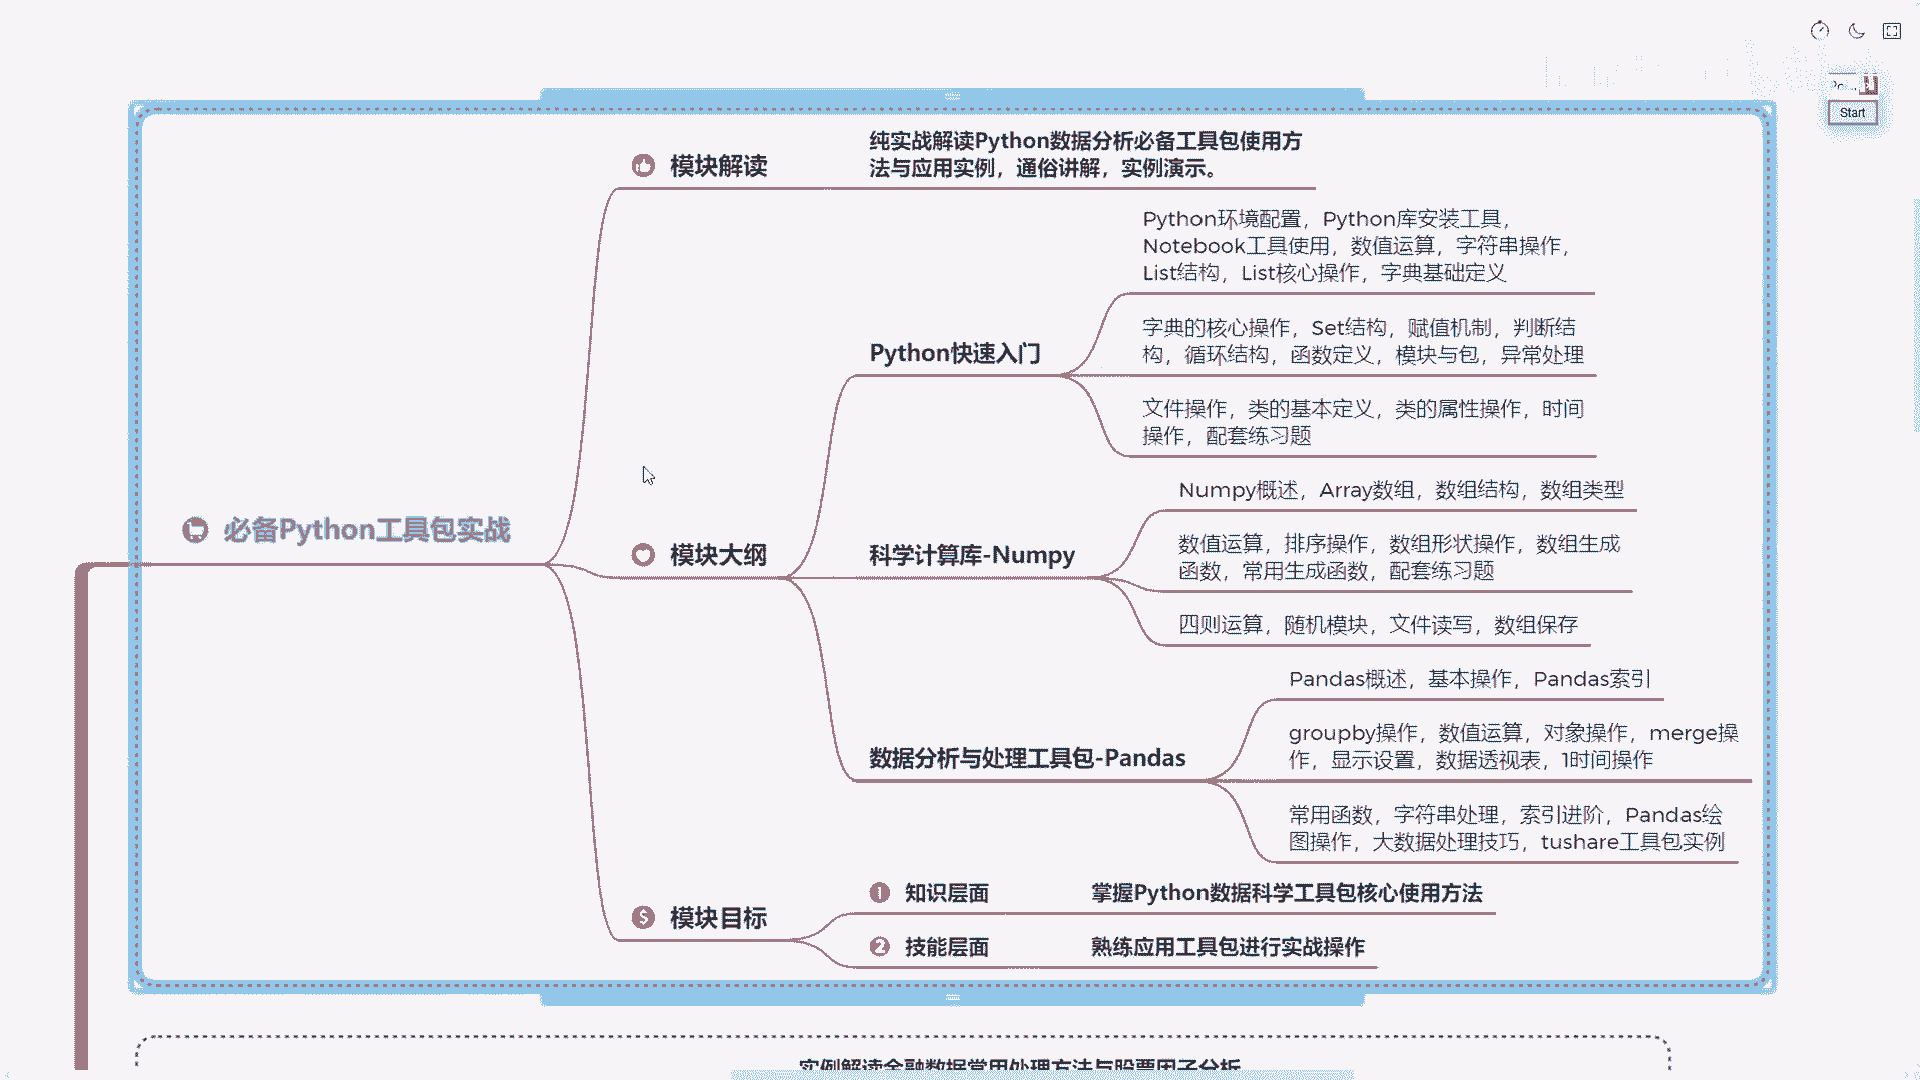 Start
模块解读
纯实战解读Python数据分析必备工具包使用方
法与应用实例，通俗讲解，实例演示。
必备Python工具包实战
模块大纲
Python快速入门
Python环境配置，Python库安装工具，
Notebook工具使用，数值运算，字符串操作，
List结构，List核心操作，字典基础定义
字典的核心操作，Set结构，赋值机制，判断结
构，循环结构，函数定义，模块与包，异常处理
文件操作，类的基本定义，类的属性操作，时间
操作，配套练习题
科学计算库-Numpy
Numpy概述，Array数组，数组结构，数组类型
数值运算，排序操作，数组形状操作，数组生成
函数，常用生成函数，配套练习题
四则运算，随机模块，文件读写，数组保存
数据分析与处理工具包-Pandas
Pandas概述，基本操作，Pandas索引
groupby操作，数值运算，对象操作，merge操
作，显示设置，数据透视表，1时间操作
常用函数，字符串处理，索引进阶，Pandas绘
图操作，大数据处理技巧，tushare工具包实例
模块目标
1 知识层面 掌握Python数据科学工具包核心使用方法
2 技能层面 熟练应用工具包进行实战操作
实例解读金融数据常用处理方法与股票因子分析